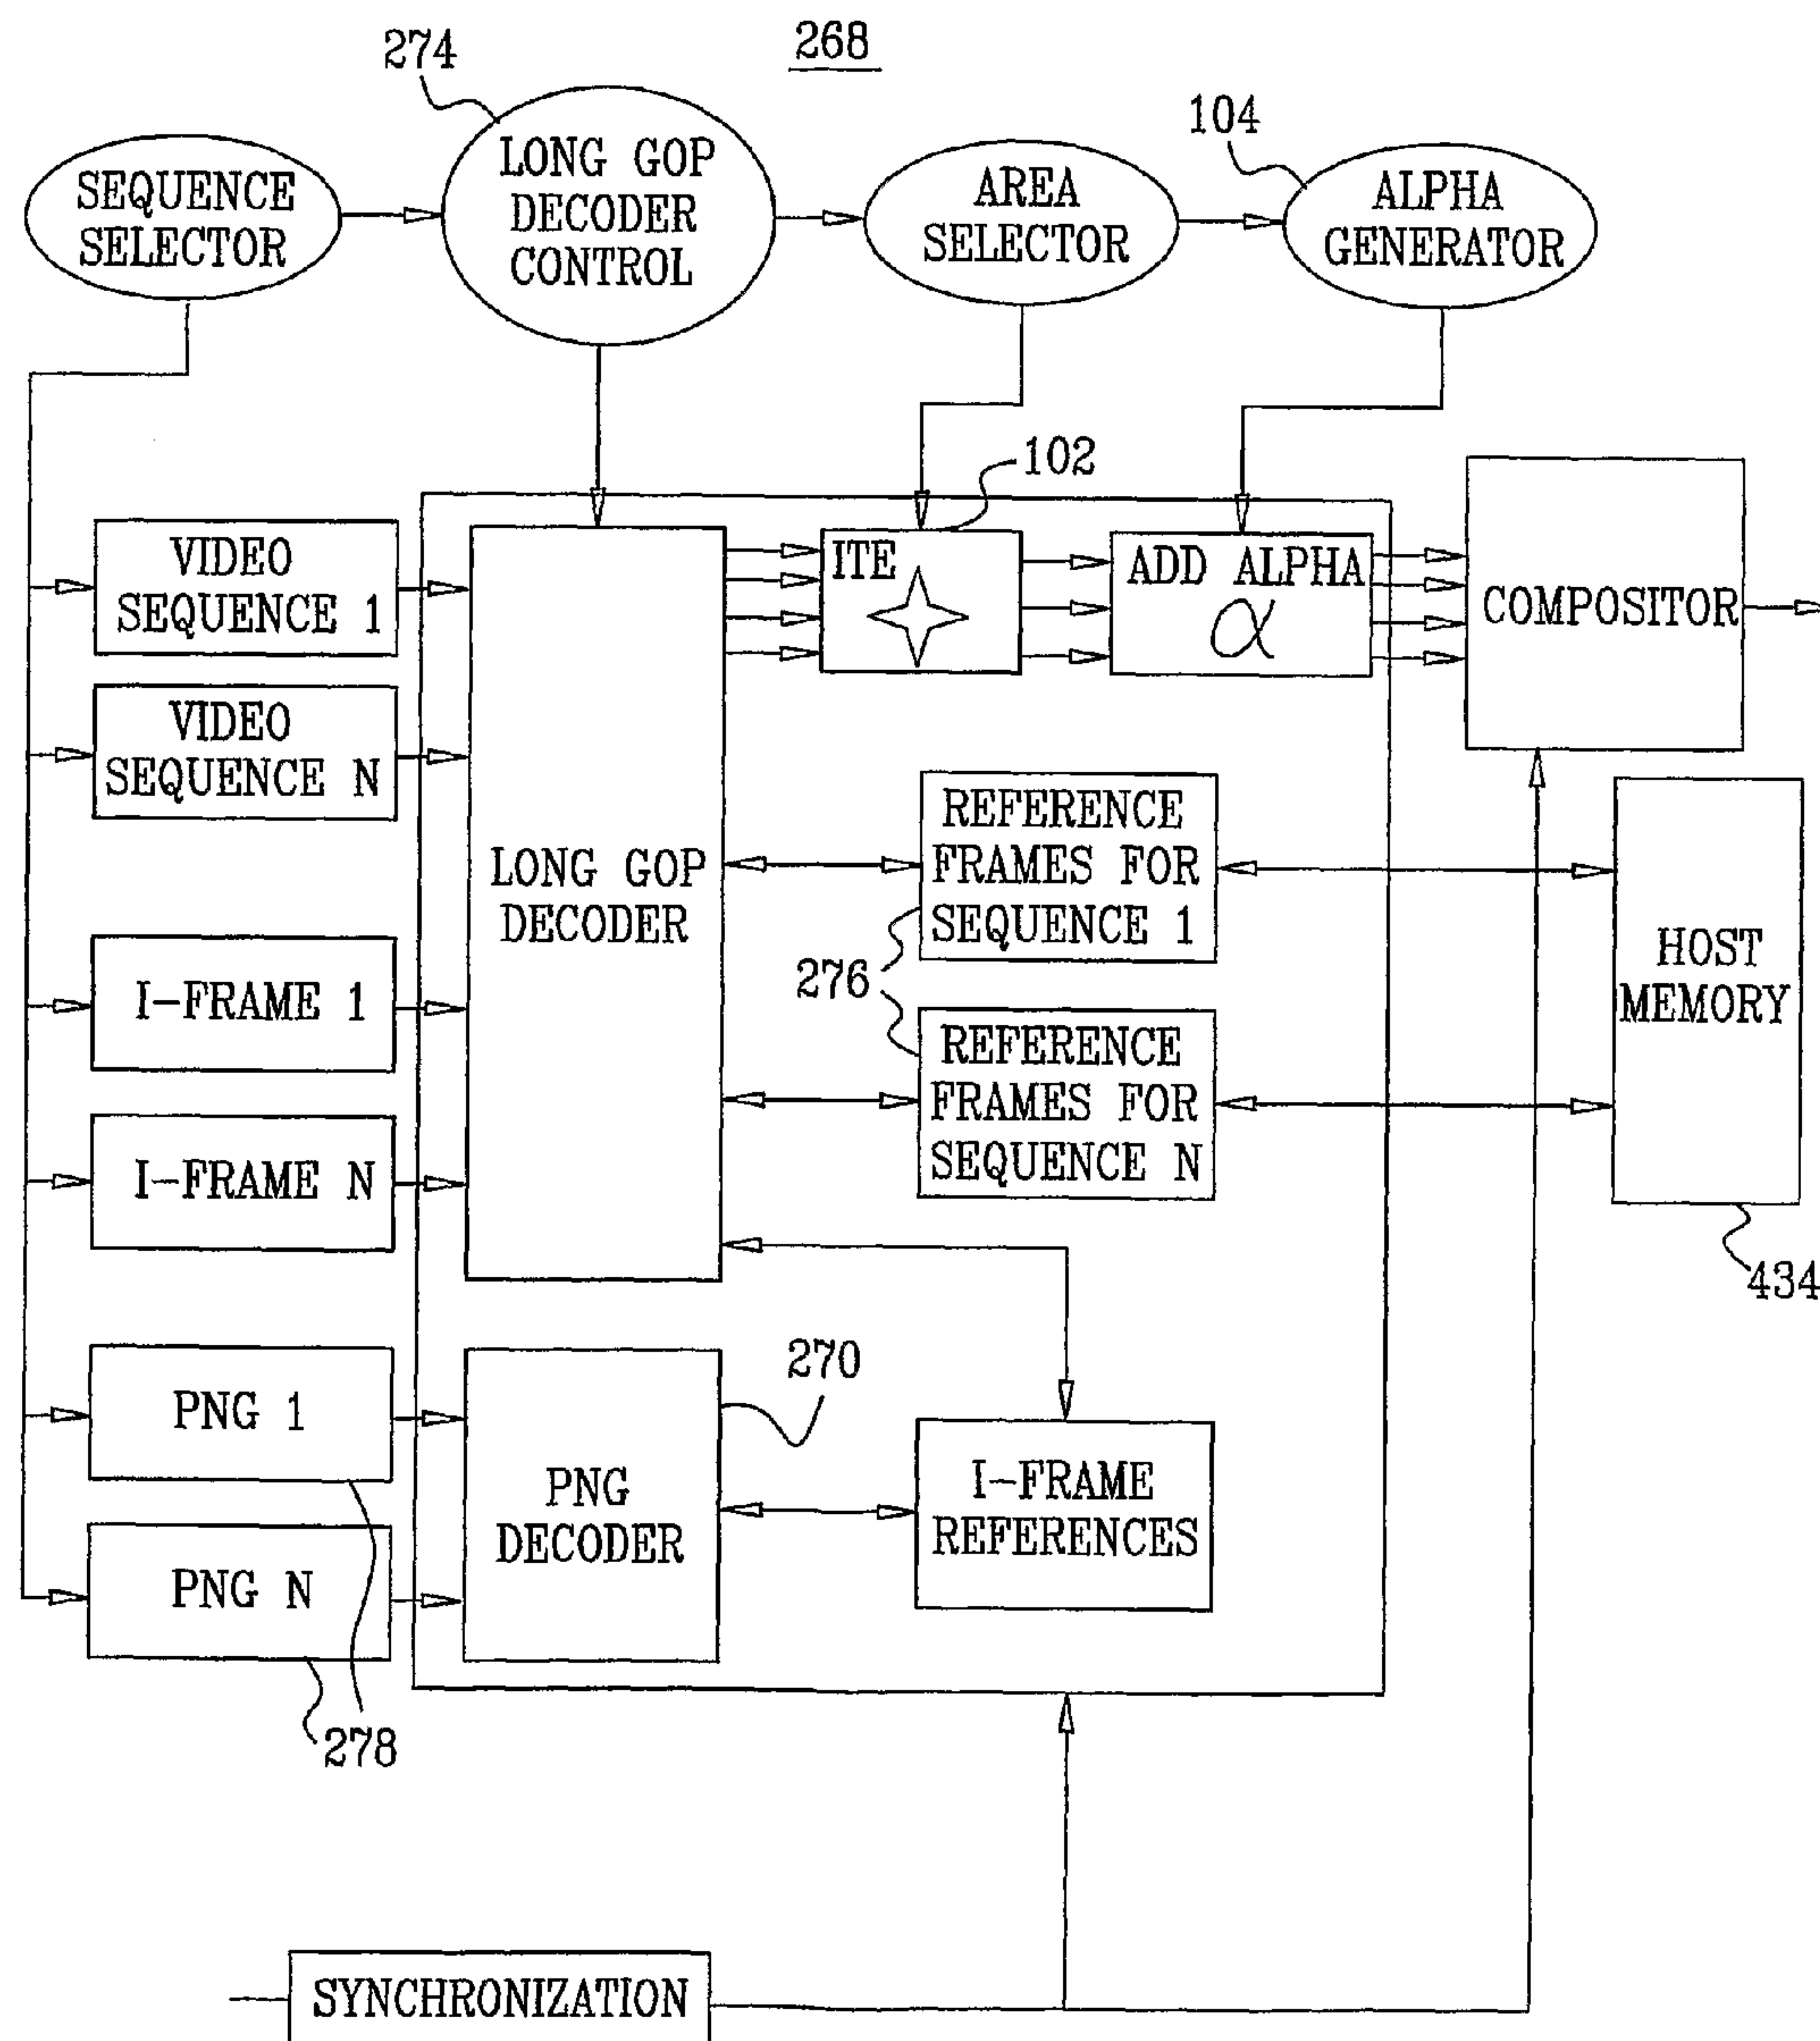 268
274
104
SEQUENCE
SELECTOR
LONG GOP
DECODER
CONTROL
AREA
SELECTOR
ALPHA
GENERATOR
102
VIDEO
SEQUENCE 1
ITE
ADD ALPHA
α
COMPOSITOR
VIDEO
SEQUENCE N
LONG GOP
DECODER
REFERENCE
FRAMES FOR
SEQUENCE 1
HOST
MEMORY
276
I-FRAME 1
REFERENCE
FRAMES FOR
SEQUENCE N
I-FRAME N
434
270
PNG 1
PNG
DECODER
I-FRAME
REFERENCES
PNG N
278
SYNCHRONIZATION